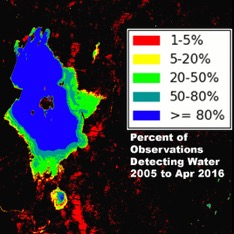 1-5%
5-20%
20-50%
50-80%
>= 80%
Percent of
Observations
Detecting Water
2005 to Apr 2016